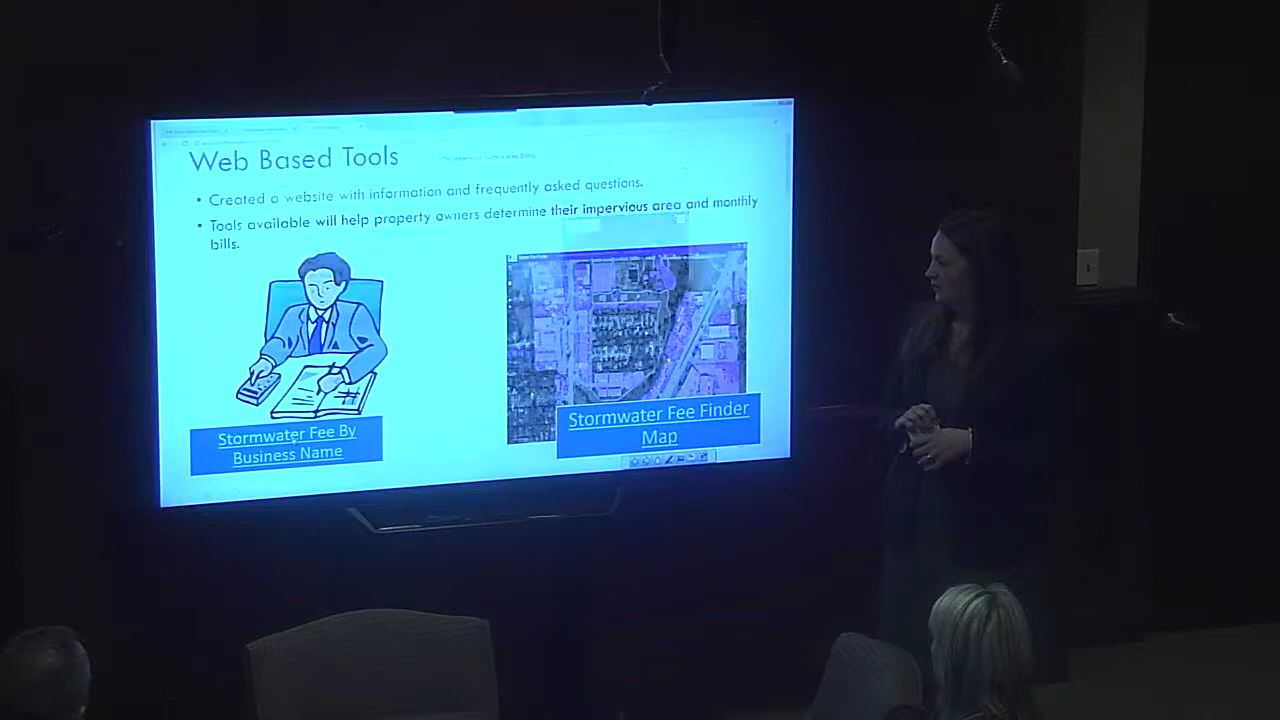 Web Based Tools
• Created a website with information and frequently asked questions.
• Tools available will help property owners determine their impervious area and monthly
bills.
Stormwater Fee By
Business Name
Stormwater Fee Finder
Map